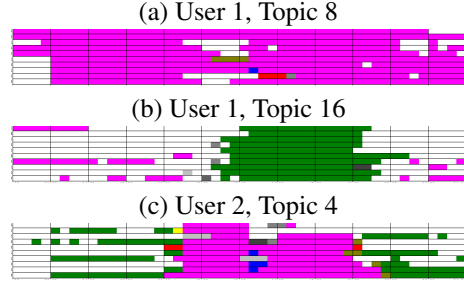 (a) User 1, Topic 8
(b) User 1, Topic 16
(c) User 2, Topic 4